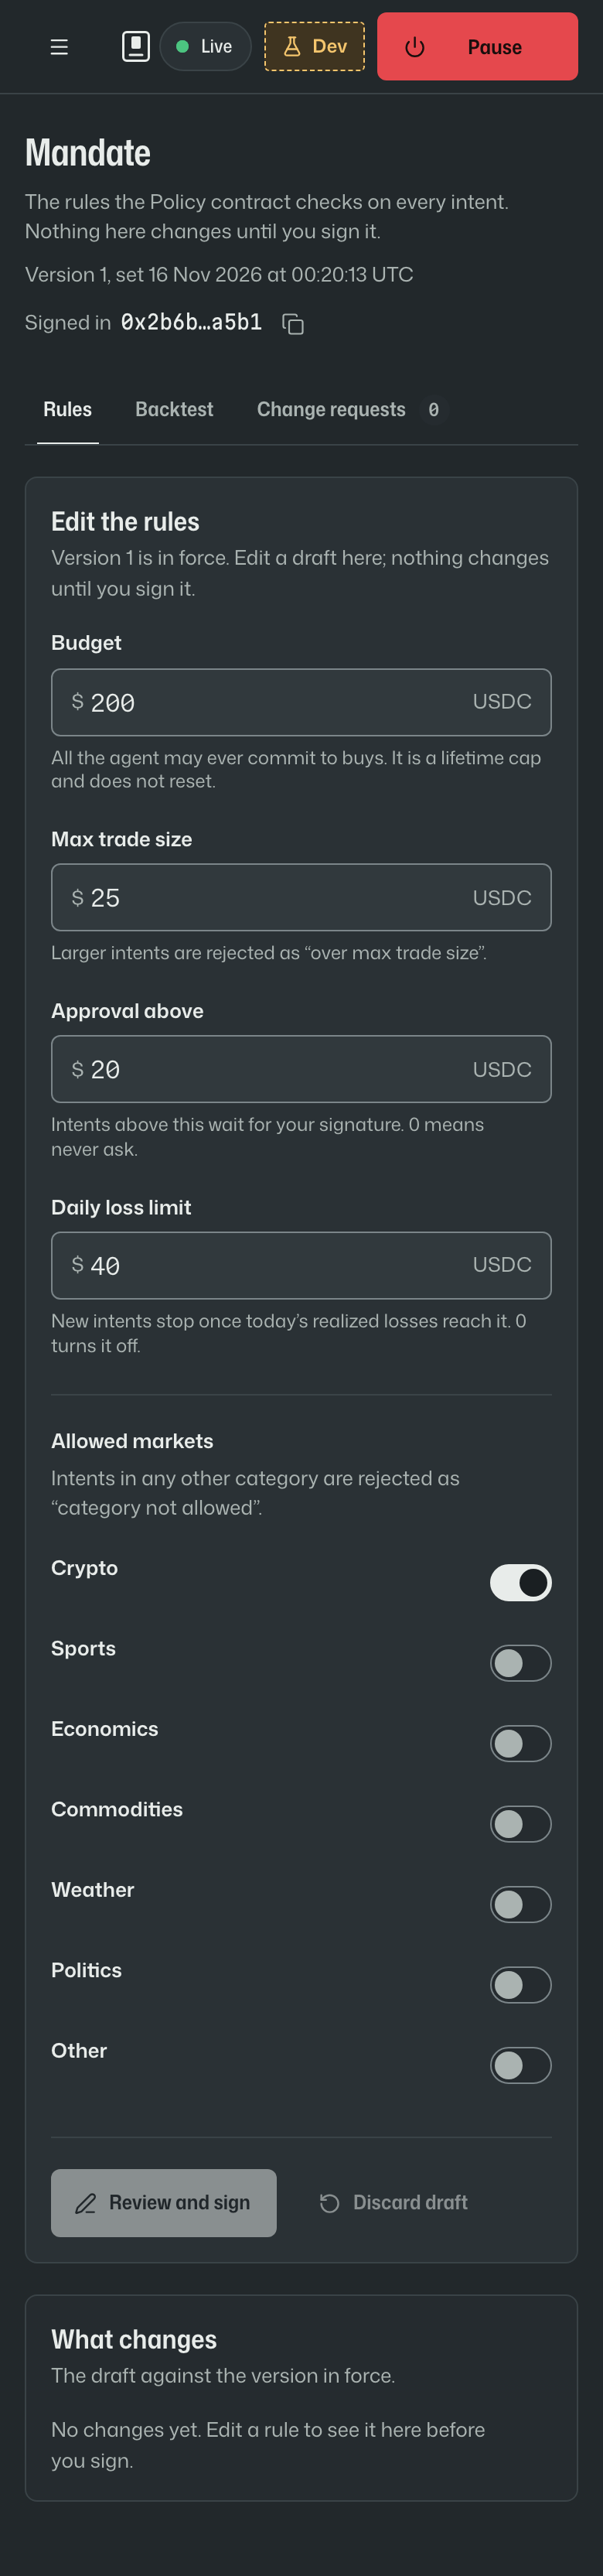 Live
Dev
Pause
Mandate
The rules the Policy contract checks on every intent.
Nothing here changes until you sign it.
Version 1, set 16 Nov 2026 at 00:20:13 UTC
Signed in 0x2b6b…a5b1
Rules
Backtest
Change requests 0
Edit the rules
Version 1 is in force. Edit a draft here; nothing changes
until you sign it.
Budget
$ 200 USDC
All the agent may ever commit to buys. It is a lifetime cap
and does not reset.
Max trade size
$ 25 USDC
Larger intents are rejected as “over max trade size”.
Approval above
$ 20 USDC
Intents above this wait for your signature. 0 means
never ask.
Daily loss limit
$ 40 USDC
New intents stop once today’s realized losses reach it. 0
turns it off.
Allowed markets
Intents in any other category are rejected as
“category not allowed”.
Crypto
Sports
Economics
Commodities
Weather
Politics
Other
Review and sign
Discard draft
What changes
The draft against the version in force.
No changes yet. Edit a rule to see it here before
you sign.